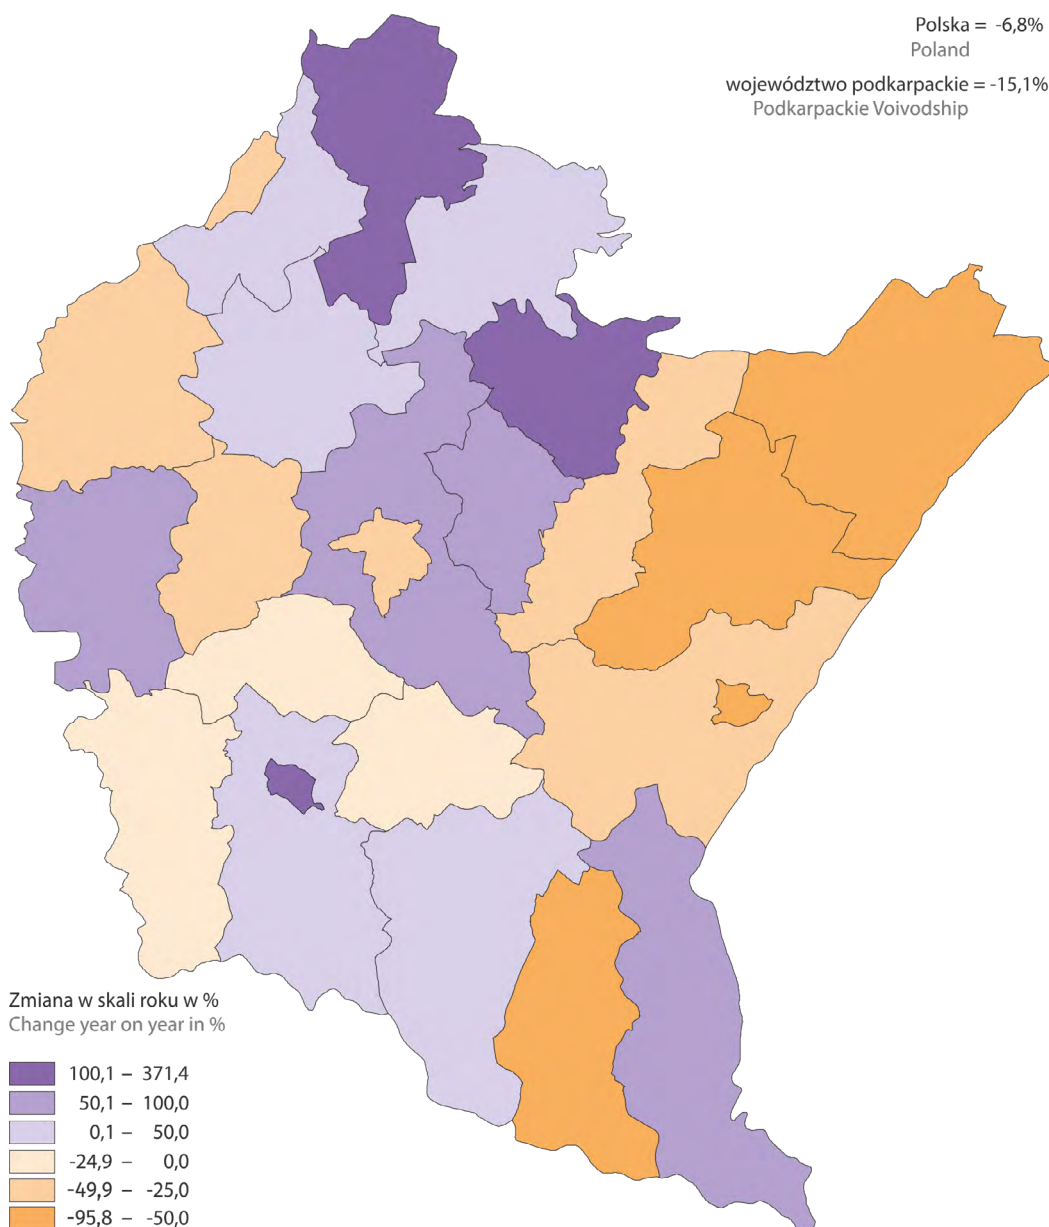 Polska = -6,8%
Poland
województwo podkarpackie = -15,1%
Podkarpackie Voivodship
Zmiana w skali roku w %
Change year on year in %
100,1 – 371,4
50,1 – 100,0
0,1 – 50,0
-24,9 – 0,0
-49,9 – -25,0
-95,8 – -50,0